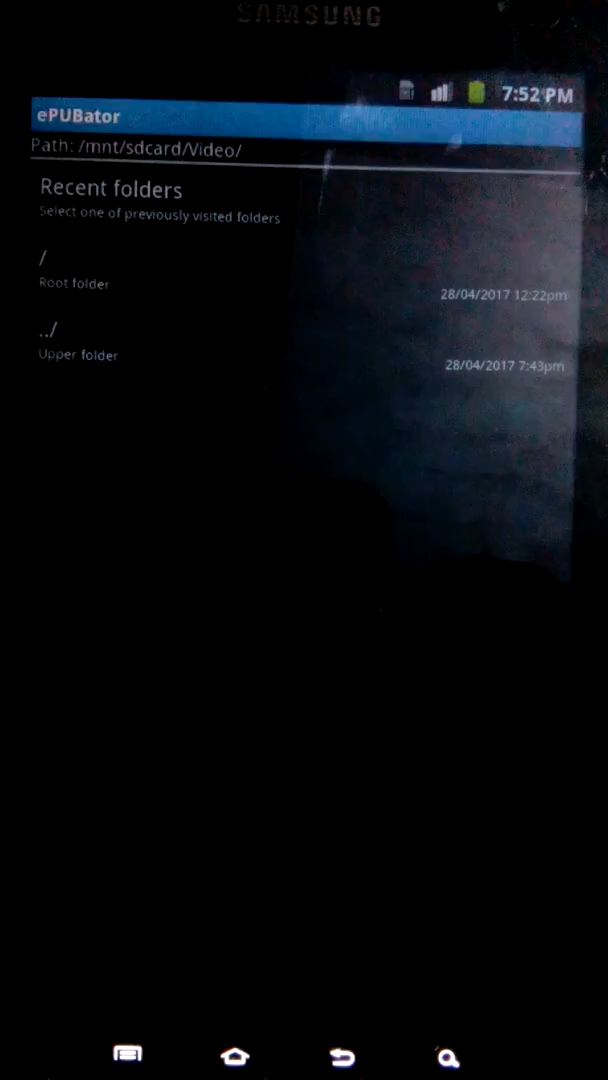 SAMSUNG
7:52 PM
ePUBator
Path: /mnt/sdcard/Video/
Recent folders
Select one of previously visited folders
/
Root folder
28/04/2017 12:22pm
../
Upper folder
28/04/2017 7:43pm